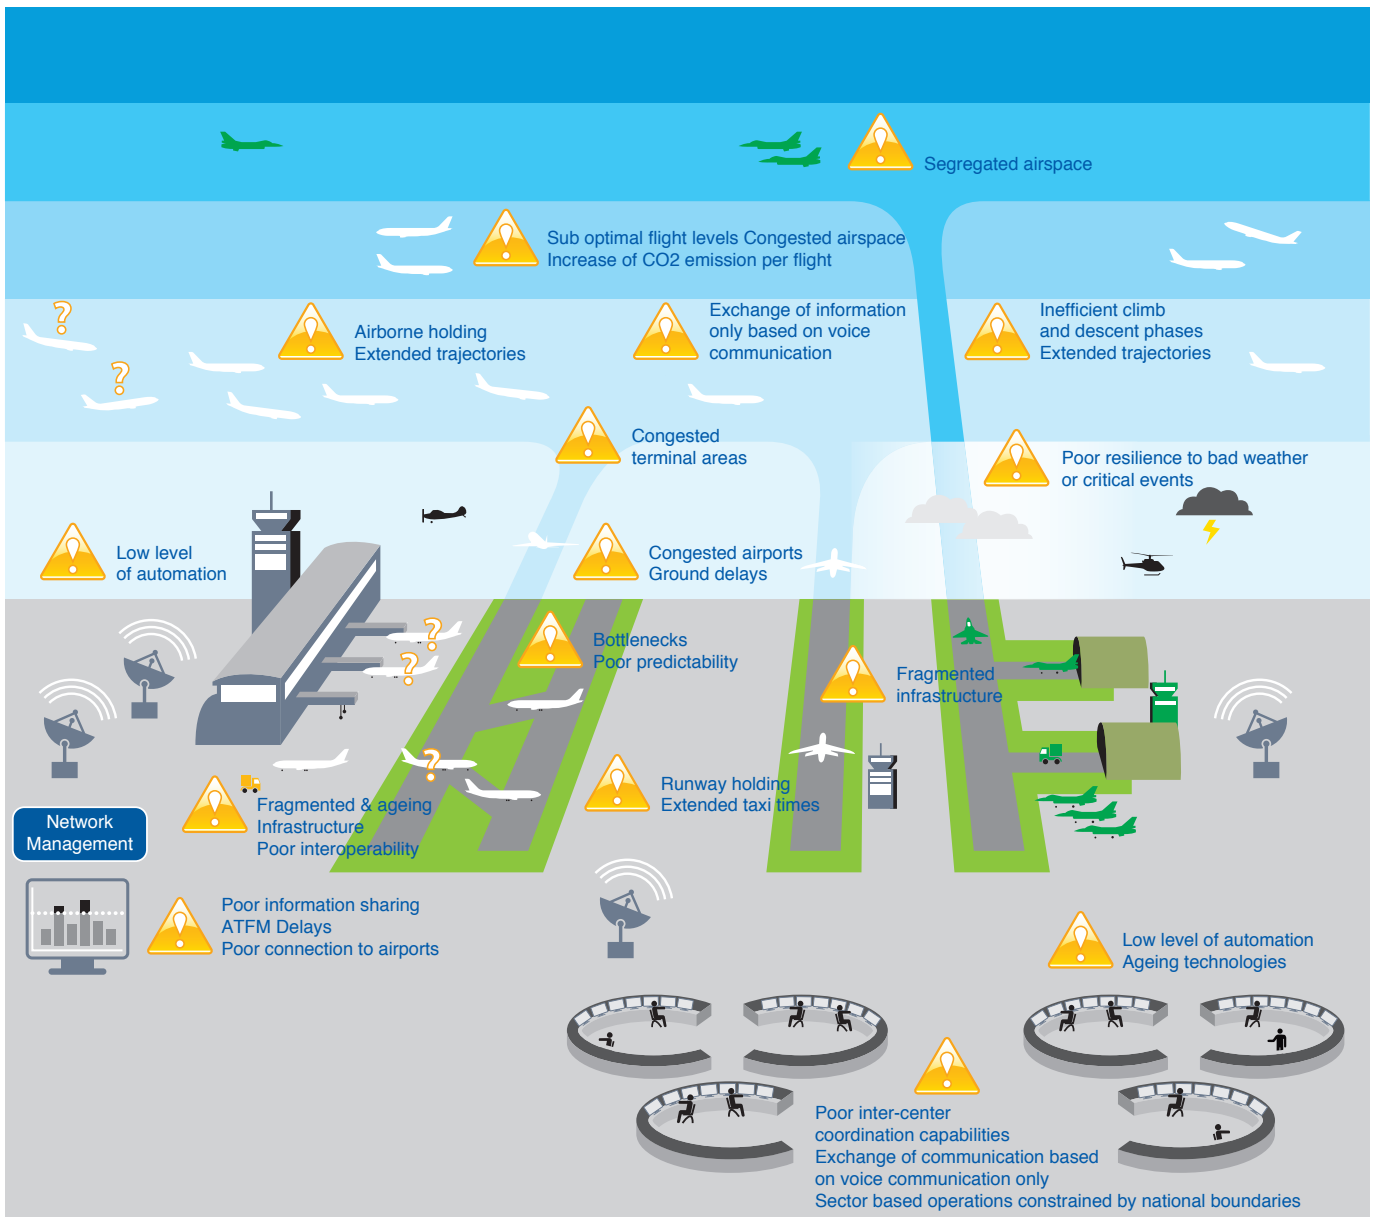 Segregated airspace
Sub optimal flight levels Congested airspace
Increase of CO2 emission per flight
Airborne holding
Extended trajectories
Exchange of information
only based on voice
communication
Inefficient climb
and descent phases
Extended trajectories
Congested
terminal areas
Poor resilience to bad weather
or critical events
Low level
of automation
Congested airports
Ground delays
Bottlenecks
Poor predictability
Fragmented
infrastructure
Runway holding
Extended taxi times
Fragmented & ageing
Infrastructure
Poor interoperability
Network
Management
Poor information sharing
ATFM Delays
Poor connection to airports
Low level of automation
Ageing technologies
Poor inter-center
coordination capabilities
Exchange of communication based
on voice communication only
Sector based operations constrained by national boundaries